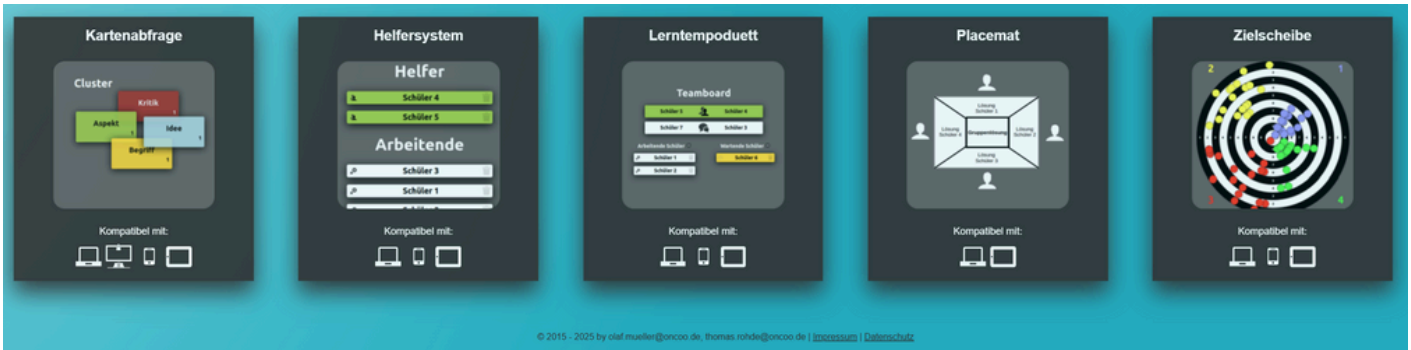 Kartenabfrage
Cluster
Kritik
1
Aspekt
1
Idee
1
Begriff
1
Kompatibel mit:
Helfersystem
Helfer
Schüler 4
Schüler 5
Arbeitende
Schüler 3
Schüler 1
Kompatibel mit:
Lerntempoduett
Teamboard
Schüler 5 Schüler 4
Schüler 7 Schüler 3
Arbeitende Schüler Wartende Schüler
Schüler 1 Schüler 6
Schüler 2
Kompatibel mit:
Placemat
Lösung
Schüler 1
Lösung
Schüler 4
Gruppenlösung
Lösung
Schüler 2
Lösung
Schüler 3
Kompatibel mit:
Zielscheibe
2 1
3 4
Kompatibel mit:
© 2015 - 2025 by olaf.mueller@oncoo.de, thomas.rohde@oncoo.de | Impressum | Datenschutz